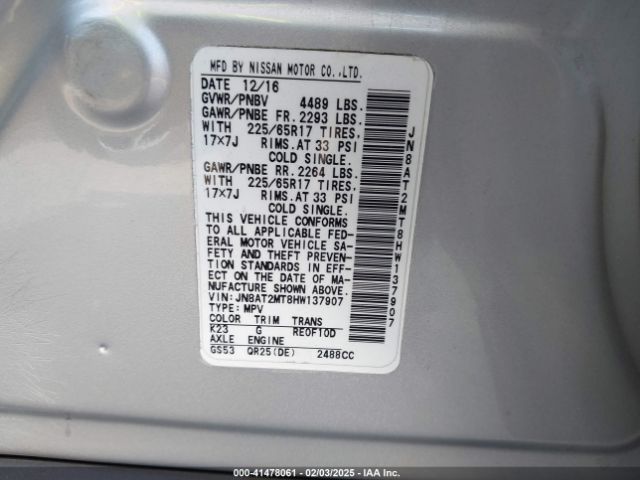 MFD BY NISSAN MOTOR CO.,LTD.
DATE 12/16
GVWR/PNBV 4489 LBS.
GAWR/PNBE FR. 2293 LBS.
WITH 225/65R17 TIRES.
17×7J RIMS.AT 33 PSI
COLD SINGLE.
GAWR/PNBE RR. 2264 LBS.
WITH 225/65R17 TIRES.
17×7J RIMS.AT 33 PSI
COLD SINGLE.
THIS VEHICLE CONFORMS
TO ALL APPLICABLE FED-
ERAL MOTOR VEHICLE SA-
FETY AND THEFT PREVEN-
TION STANDARDS IN EFF-
ECT ON THE DATE OF MA-
NUFACTURE SHOWN ABOVE.
VIN: JN8AT2MT8HW137907
TYPE: MPV
COLOR TRIM TRANS
K23 G RE0F10D
AXLE ENGINE
GS53 QR25(DE) 2488CC
JN8AT2MT8HW137907
000-41478061 - 02/03/2025 - IAA Inc.